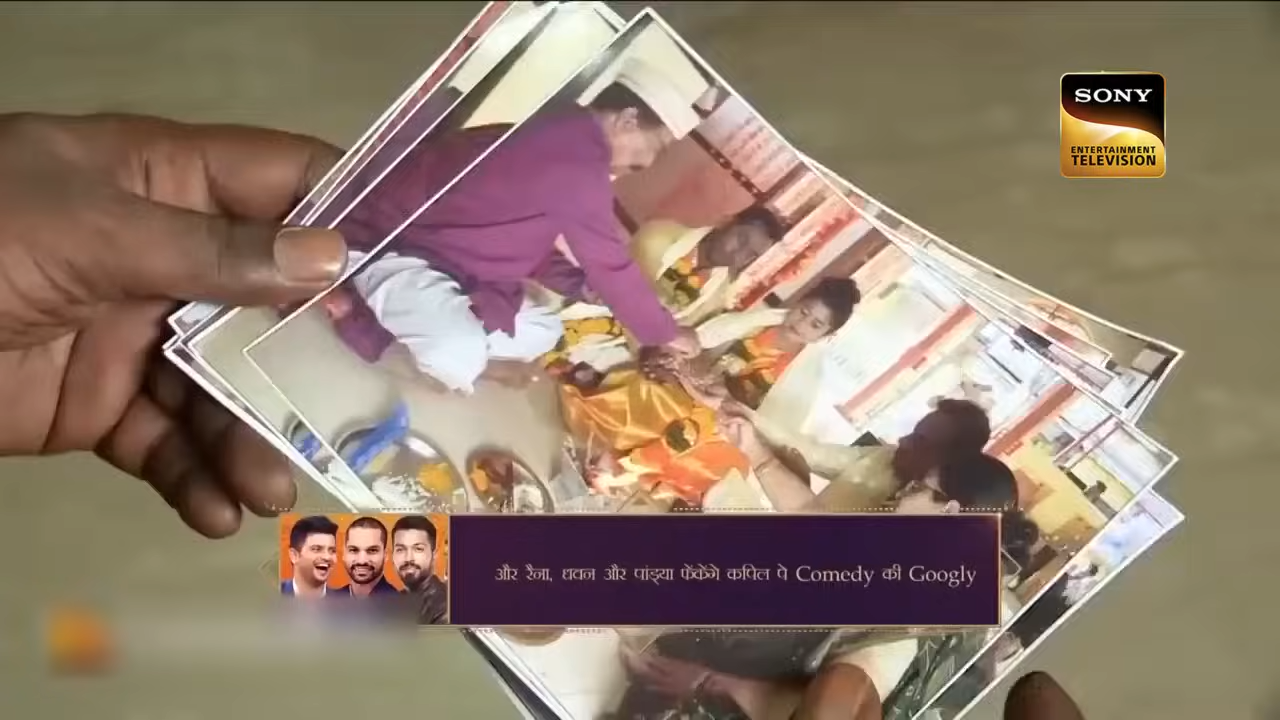 SONY
ENTERTAINMENT
TELEVISION
और रैना, धवन और पांड्या फेंकेंगे कपिल पे Comedy की Googly